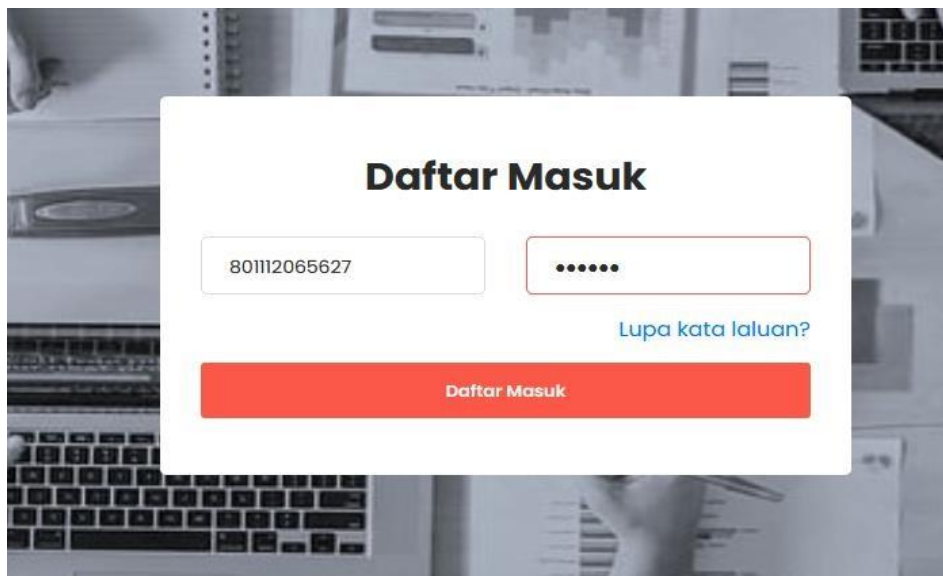 Daftar Masuk
801112065627
••••••
Lupa kata laluan?
Daftar Masuk